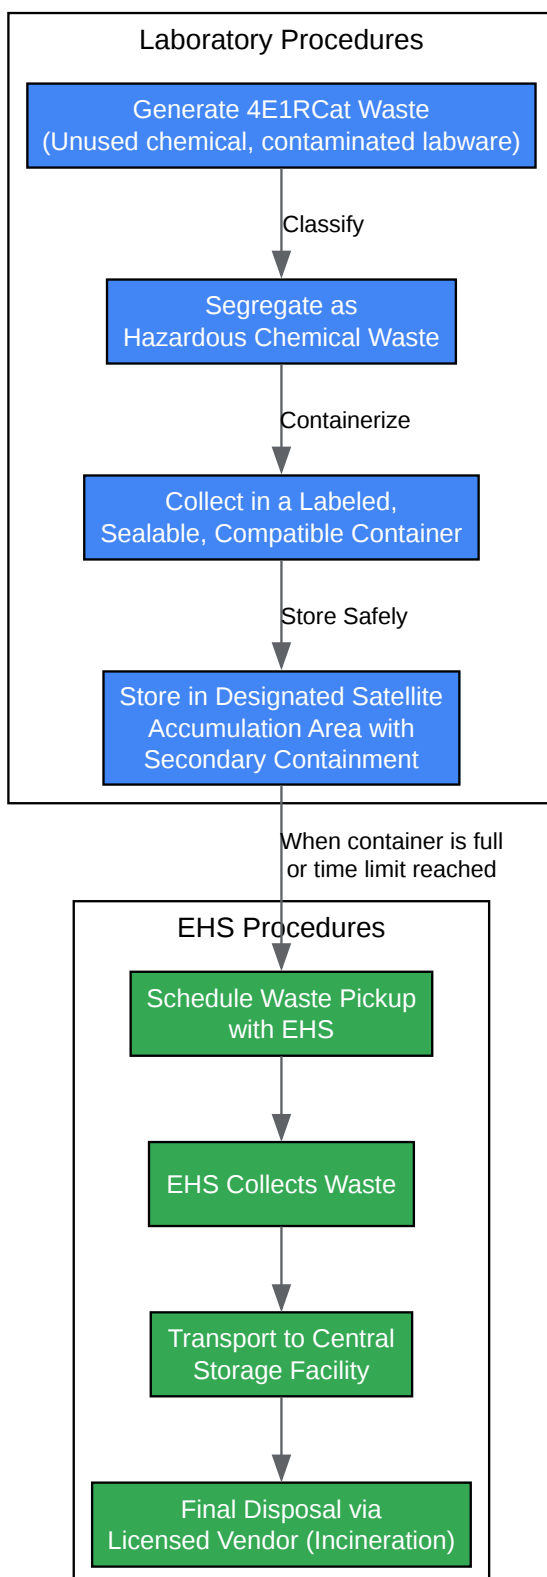 Laboratory Procedures
Generate 4E1RCat Waste
(Unused chemical, contaminated labware)
Classify
Segregate as
Hazardous Chemical Waste
Containerize
Collect in a Labeled,
Sealable, Compatible Container
Store Safely
Store in Designated Satellite
Accumulation Area with
Secondary Containment
When container is full
or time limit reached
EHS Procedures
Schedule Waste Pickup
with EHS
EHS Collects Waste
Transport to Central
Storage Facility
Final Disposal via
Licensed Vendor (Incineration)